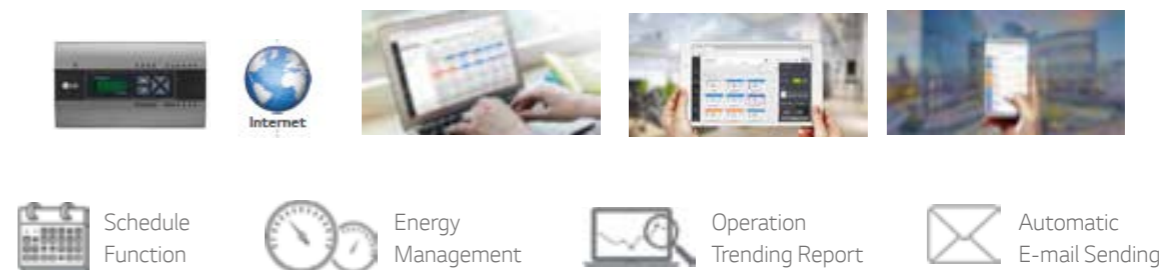 Internet
Schedule
Function
Energy
Management
Operation
Trending Report
Automatic
E-mail Sending